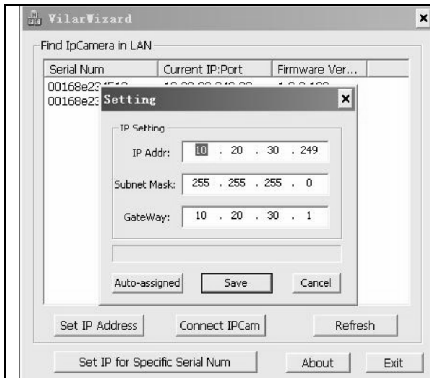 VilarWizard
Find IpCamera in LAN
Serial Num Current IP:Port Firmware Ver...
00168e2
00168e23 Setting
IP Setting
IP Addr: 10 . 20 . 30 . 249
Subnet Mask: 255 . 255 . 255 . 0
GateWay: 10 . 20 . 30 . 1
Auto-assigned Save Cancel
Set IP Address Connect IPCam Refresh
Set IP for Specific Serial Num About Exit